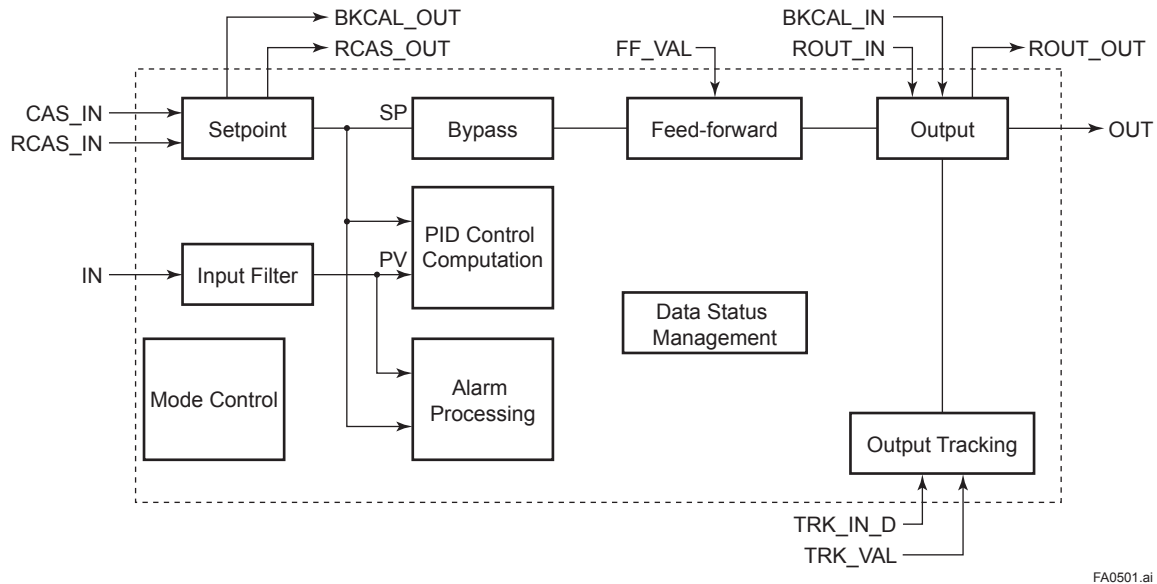 BKCAL_OUT
RCAS_OUT
BKCAL_IN
ROUT_IN
FF_VAL
ROUT_OUT
CAS_IN
RCAS_IN
Setpoint
SP
Bypass
Feed-forward
Output
OUT
IN
Input Filter
PV
PID Control
Computation
Data Status
Management
Mode Control
Alarm
Processing
Output Tracking
TRK_IN_D
TRK_VAL
FA0501.ai